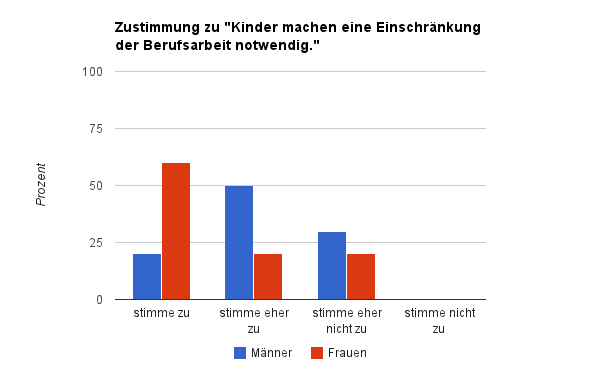 Zustimmung zu "Kinder machen eine Einschränkung
der Berufsarbeit notwendig."
100
75
50
25
0
Prozent
stimme zu
stimme eher
zu
stimme eher
nicht zu
stimme nicht
zu
Männer
Frauen